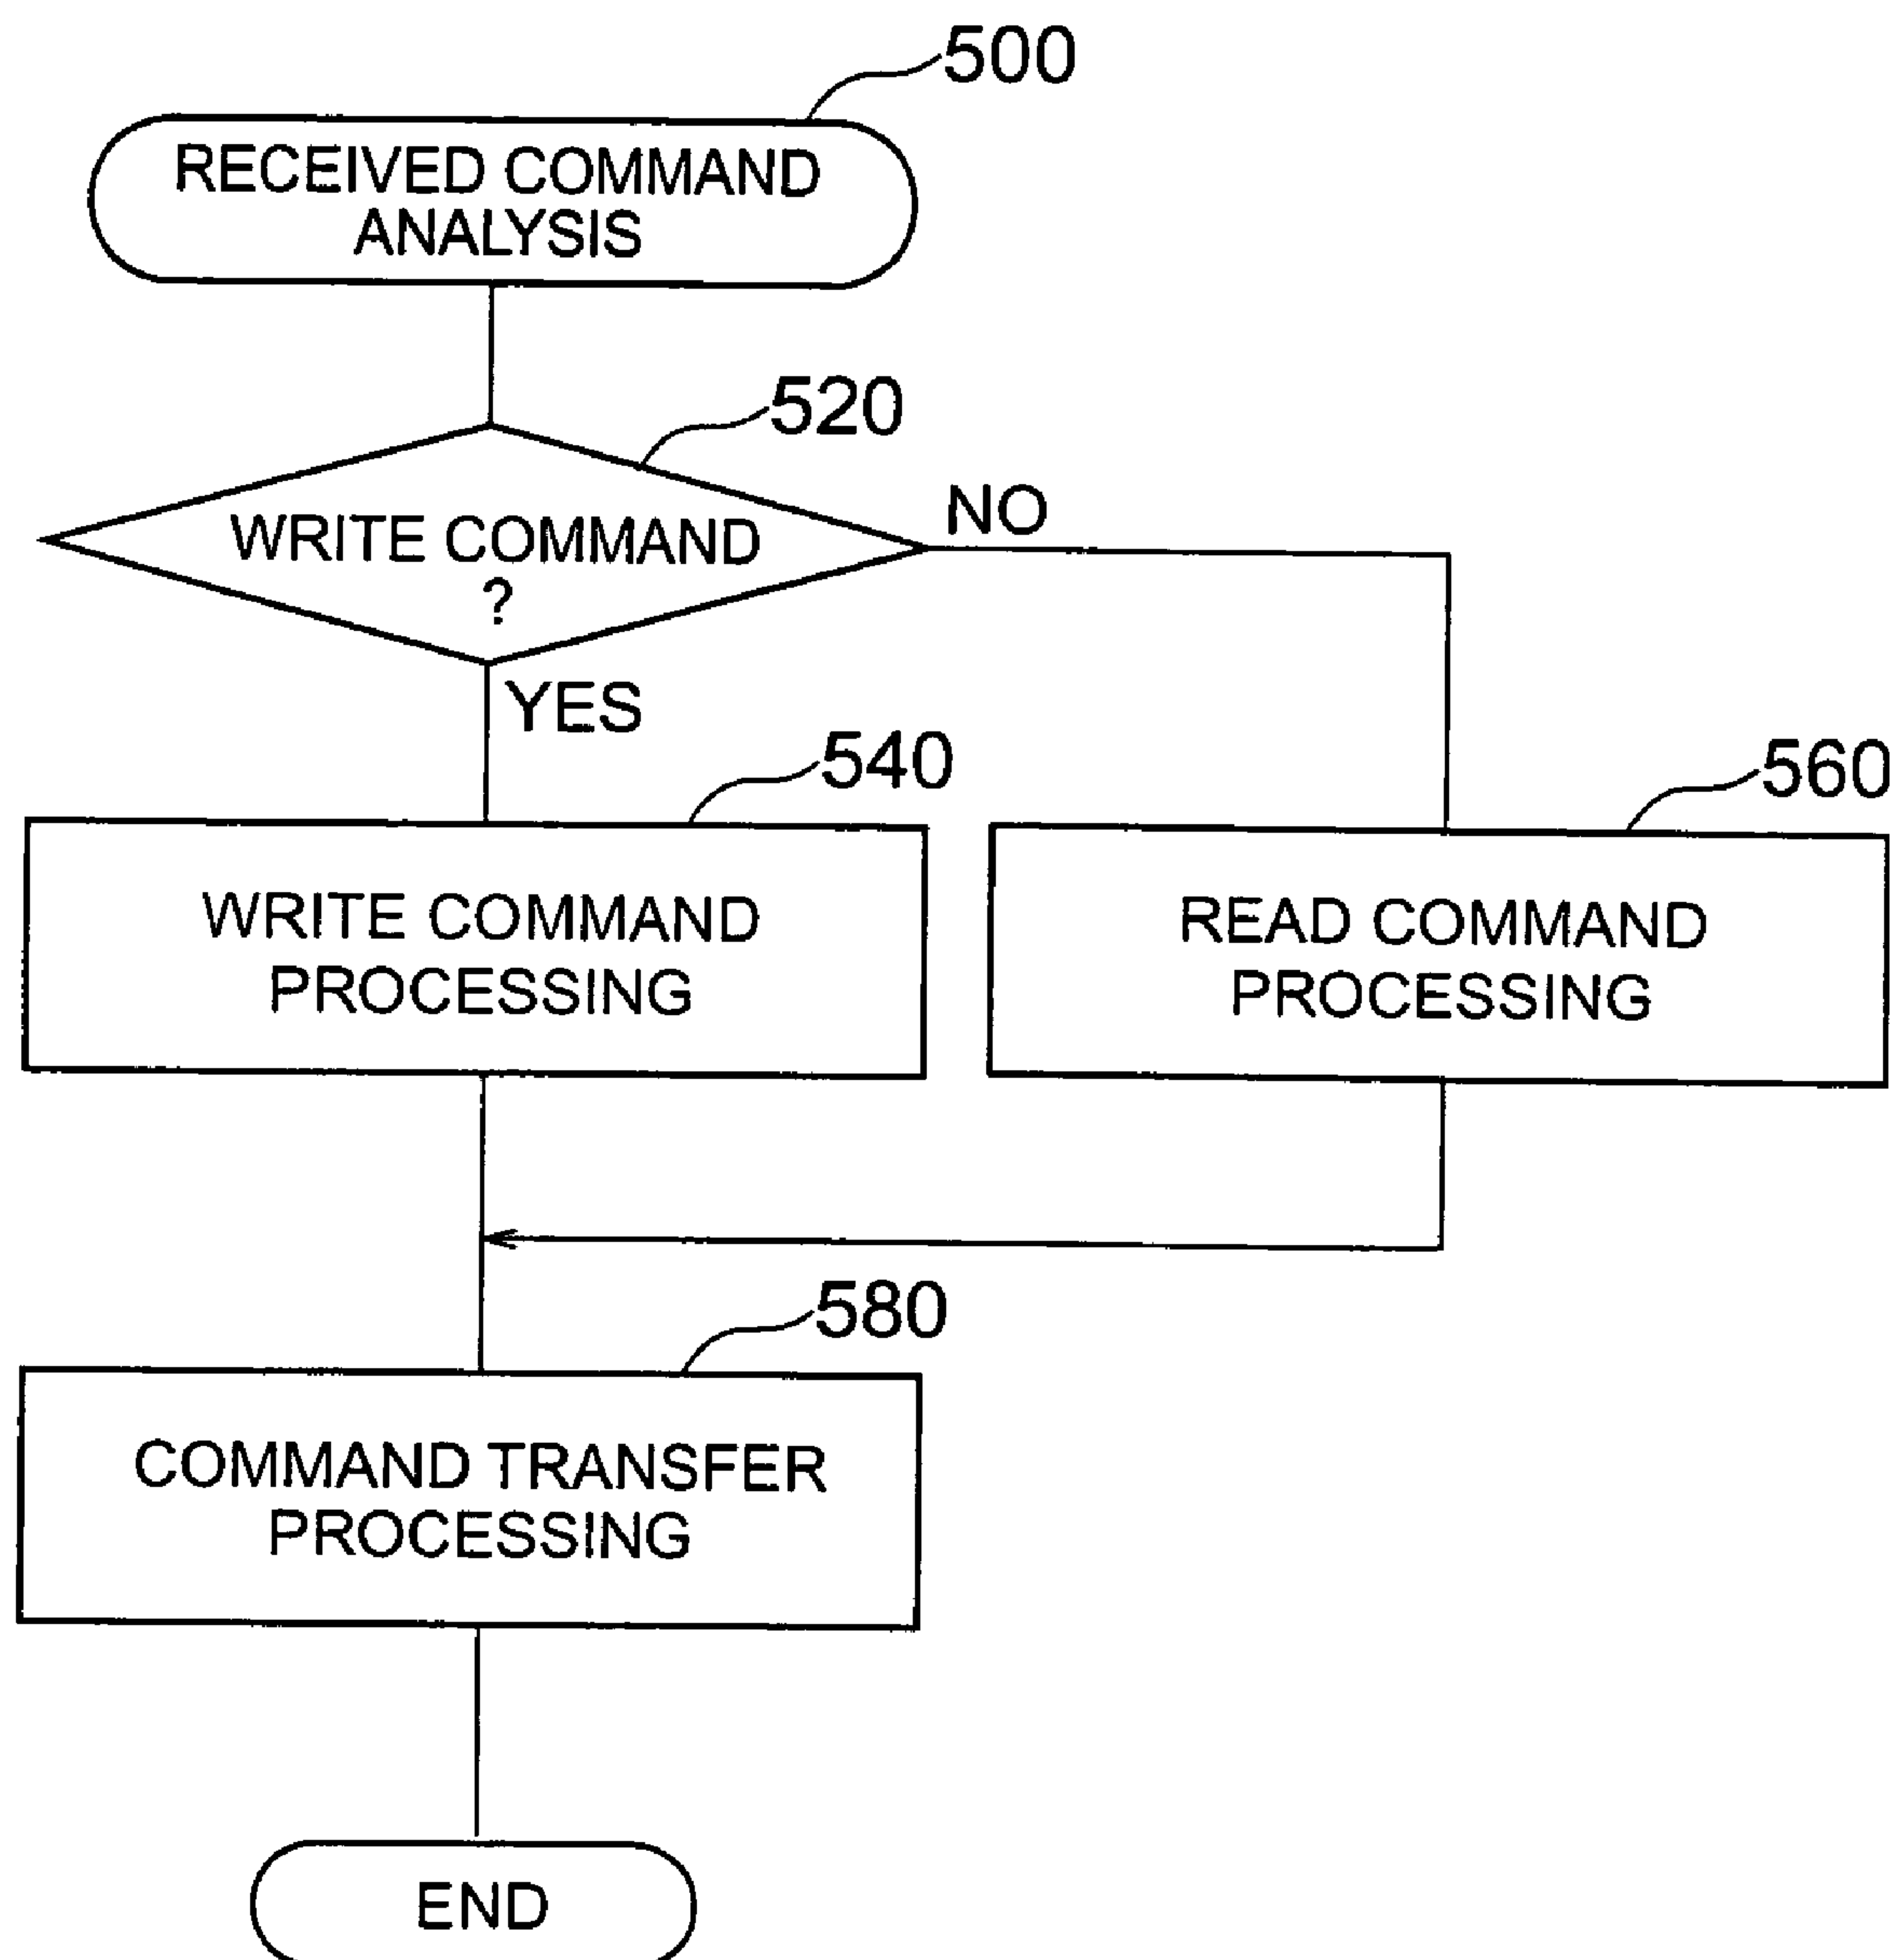 500
RECEIVED COMMAND
ANALYSIS
520
WRITE COMMAND
?
NO
YES
540
WRITE COMMAND
PROCESSING
560
READ COMMAND
PROCESSING
580
COMMAND TRANSFER
PROCESSING
END